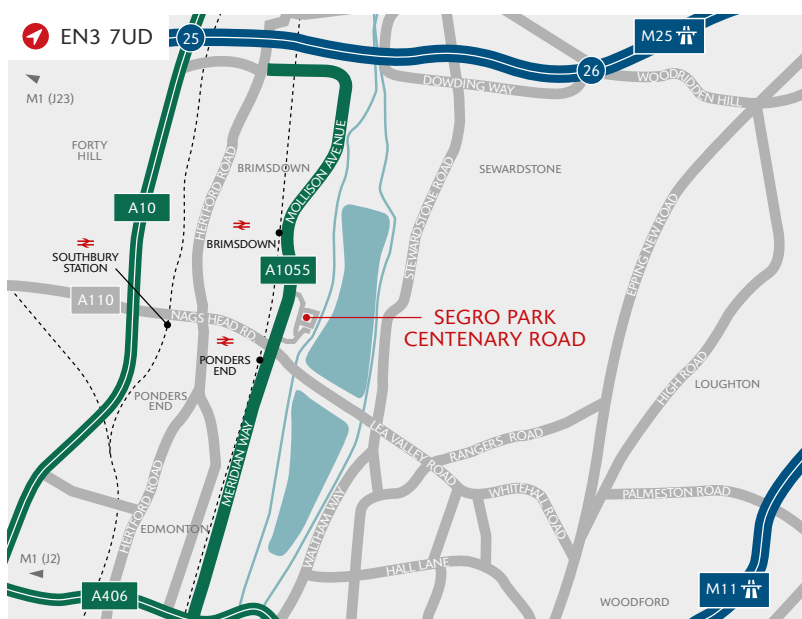 EN3 7UD
25
M25
26
DOWDING WAY
WOODRIDDEN HILL
M1 (J23)
FORTY
HILL
HERTFORD ROAD
BRIMSDOWN
MOLLISON AVENUE
SEWARDSTONE
STEWARDSTONE ROAD
EPPING NEW ROAD
A10
BRIMSDOWN
SOUTHBURY
STATION
A1055
A110
NAGS HEAD RD
SEGRO PARK
CENTENARY ROAD
PONDERS
END
PONDERS
END
HIGH ROAD
LOUGHTON
MERIDIAN WAY
LEA VALLEY ROAD
RANGERS ROAD
HERTFORD ROAD
WHITEHALL ROAD
PALMESTON ROAD
EDMONTON
WALTHAM WAY
HALL LANE
M1 (J2)
A406
M11
WOODFORD